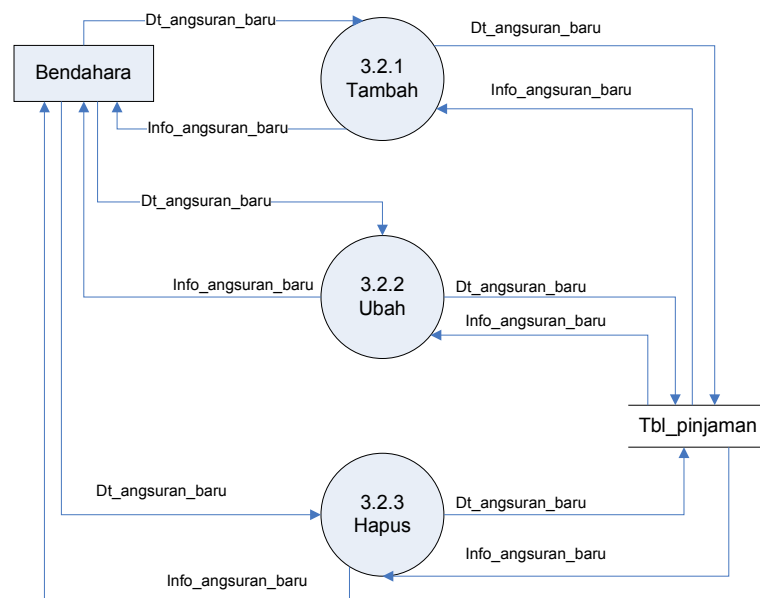 Dt_angsuran_baru
Dt_angsuran_baru
3.2.1
Tambah
Bendahara
Info_angsuran_baru
Info_angsuran_baru
Dt_angsuran_baru
Info_angsuran_baru
3.2.2
Ubah
Dt_angsuran_baru
Info_angsuran_baru
Tbl_pinjaman
Dt_angsuran_baru
3.2.3
Hapus
Dt_angsuran_baru
Info_angsuran_baru
Info_angsuran_baru